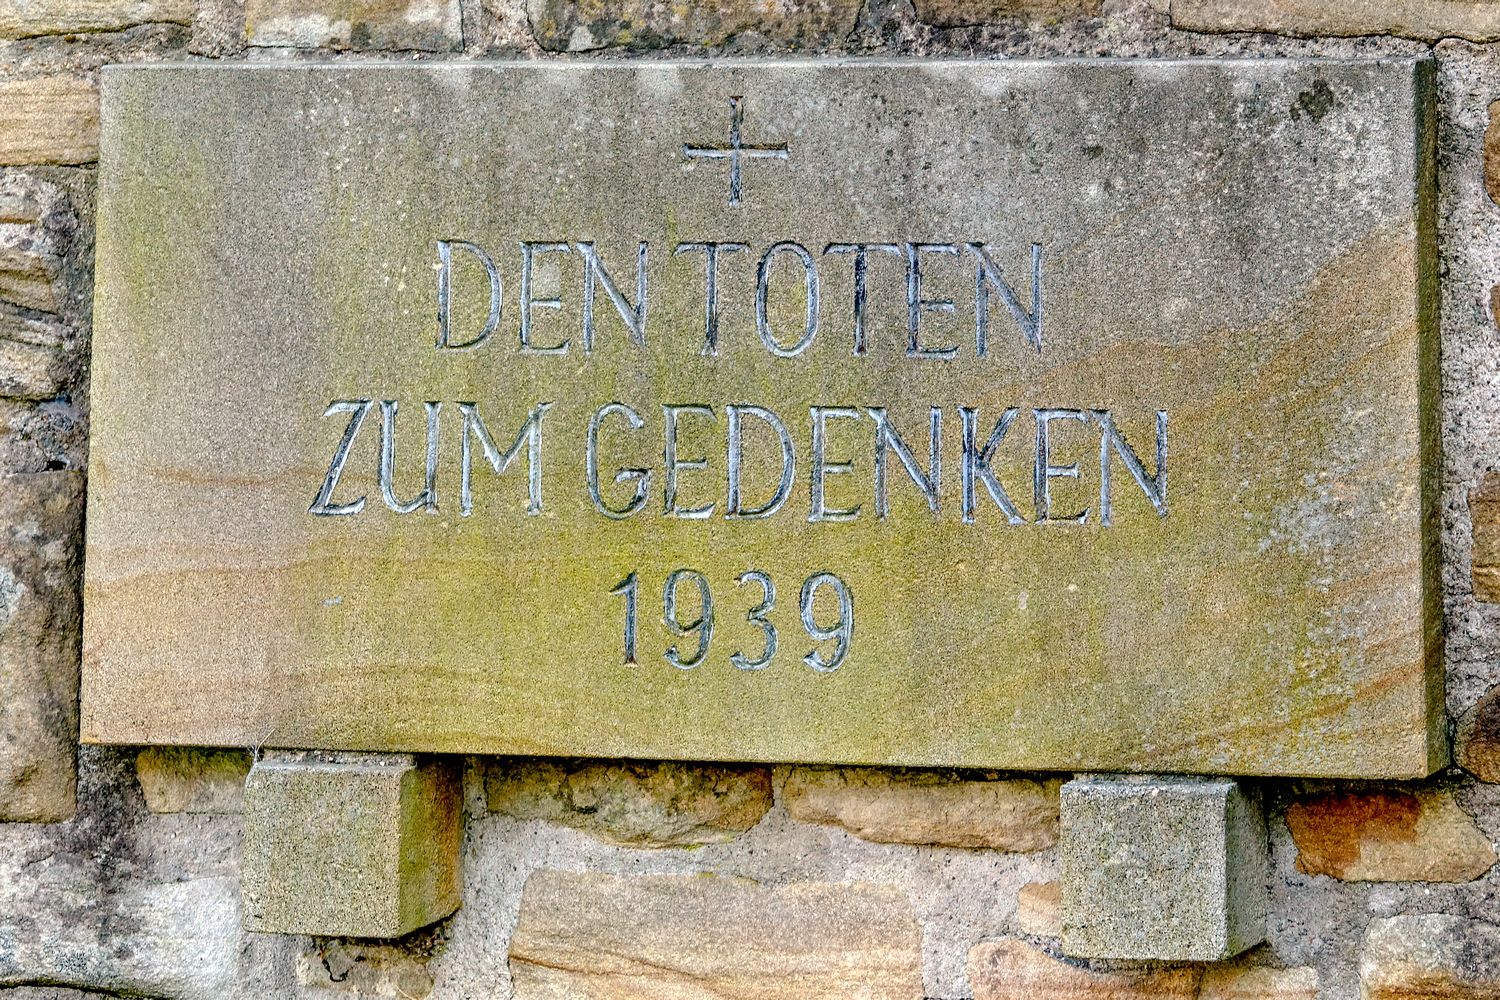 DEN TOTEN
ZUM GEDENKEN
1939